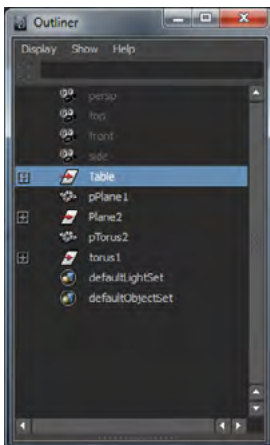 Outliner
Display Show Help
persp
top
front
side
Table
pPlane1
Plane2
pTorus2
torus1
defaultLightSet
defaultObjectSet